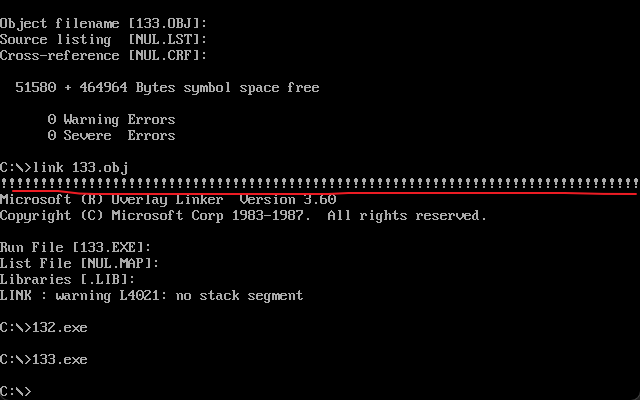 Object filename [133.OBJ]:
Source listing  [NUL.LST]:
Cross-reference [NUL.CRF]:
51580 + 464964 Bytes symbol space free
0 Warning Errors
0 Severe  Errors
C:\>link 133.obj
!!!!!!!!!!!!!!!!!!!!!!!!!!!!!!!!!!!!!!!!!!!!!!!!!!!!!!!!!!!!!!!!!!!!!!!!!!!!!!!!
Microsoft (R) Overlay Linker  Version 3.60
Copyright (C) Microsoft Corp 1983-1987.  All rights reserved.
Run File [133.EXE]:
List File [NUL.MAP]:
Libraries [.LIB]:
LINK : warning L4021: no stack segment
C:\>132.exe
C:\>133.exe
C:\>